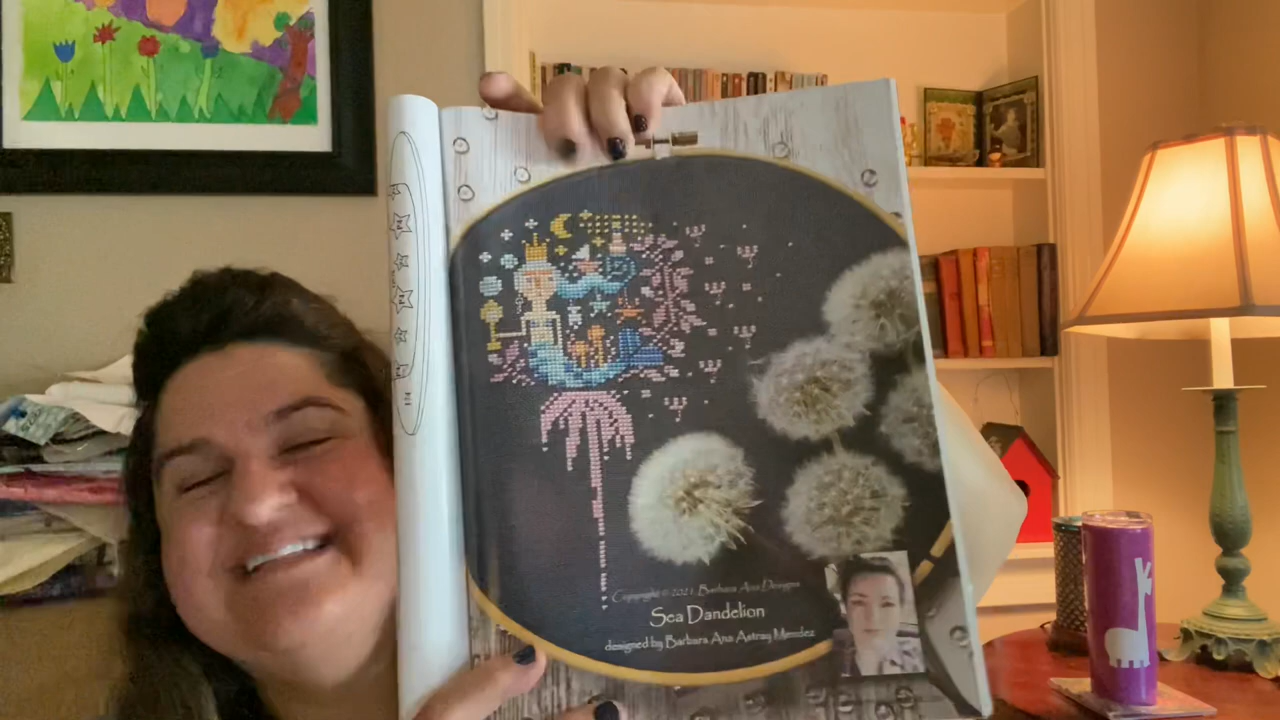 Copyright © 2021, Barbara Ana Designs
Sea Dandelion
designed by Barbara Ana Astray Mendez